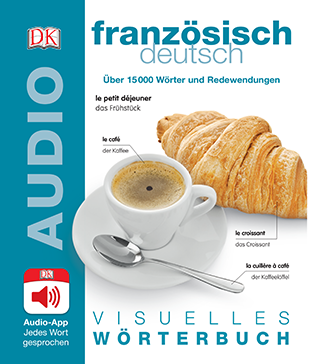 DK
französisch
deutsch
Über 15000 Wörter und Redewendungen
AUDIO
le petit déjeuner
das Frühstück
le café
der Kaffee
le croissant
das Croissant
la cuillère à café
der Kaffeelöffel
DK
Audio-App
Jedes Wort
gesprochen
VISUELLES
WÖRTERBUCH